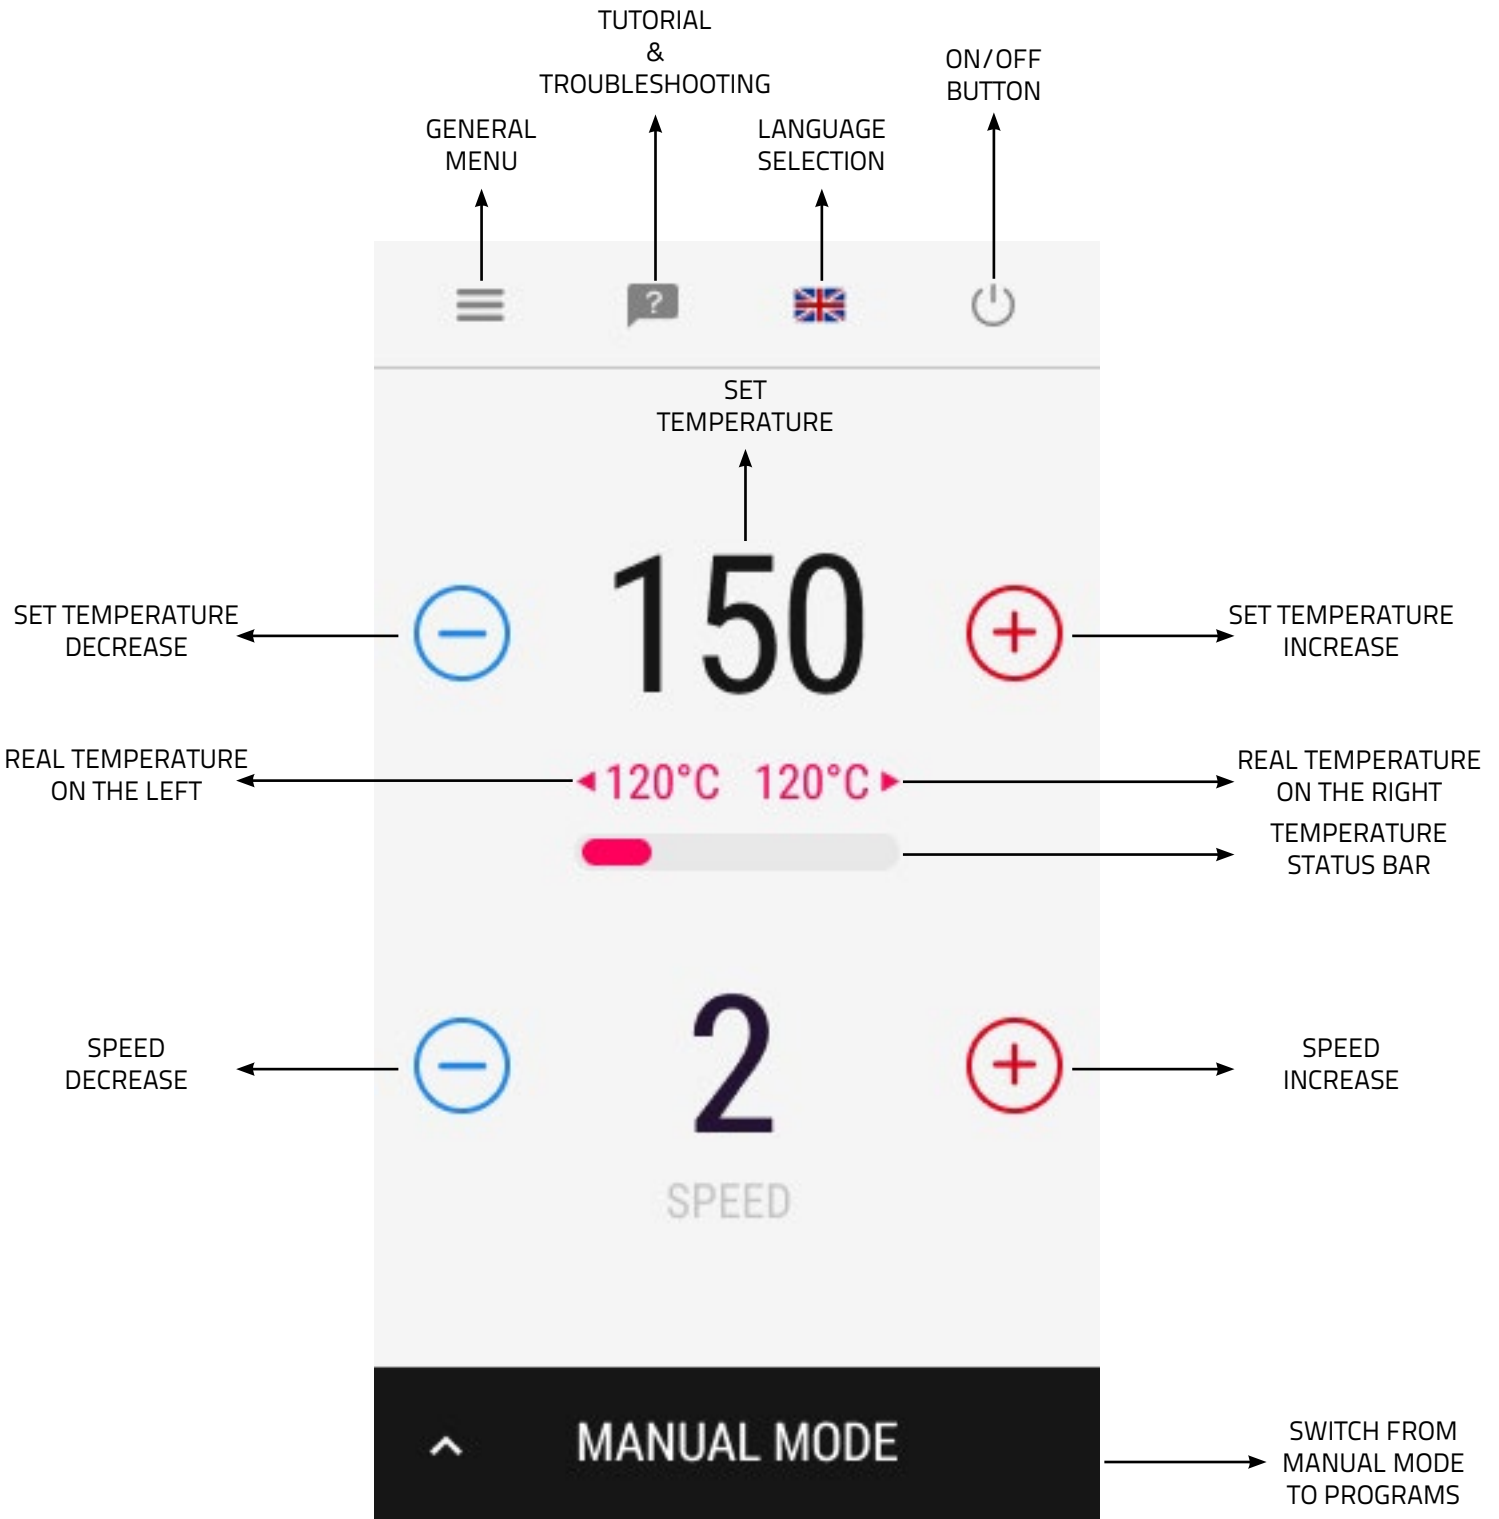 TUTORIAL
&
TROUBLESHOOTING
ON/OFF
BUTTON
GENERAL
MENU
LANGUAGE
SELECTION
?
SET
TEMPERATURE
150
SET TEMPERATURE
DECREASE
SET TEMPERATURE
INCREASE
REAL TEMPERATURE
ON THE LEFT
120°C 120°C
REAL TEMPERATURE
ON THE RIGHT
TEMPERATURE
STATUS BAR
2
SPEED
DECREASE
SPEED
INCREASE
SPEED
MANUAL MODE
SWITCH FROM
MANUAL MODE
TO PROGRAMS